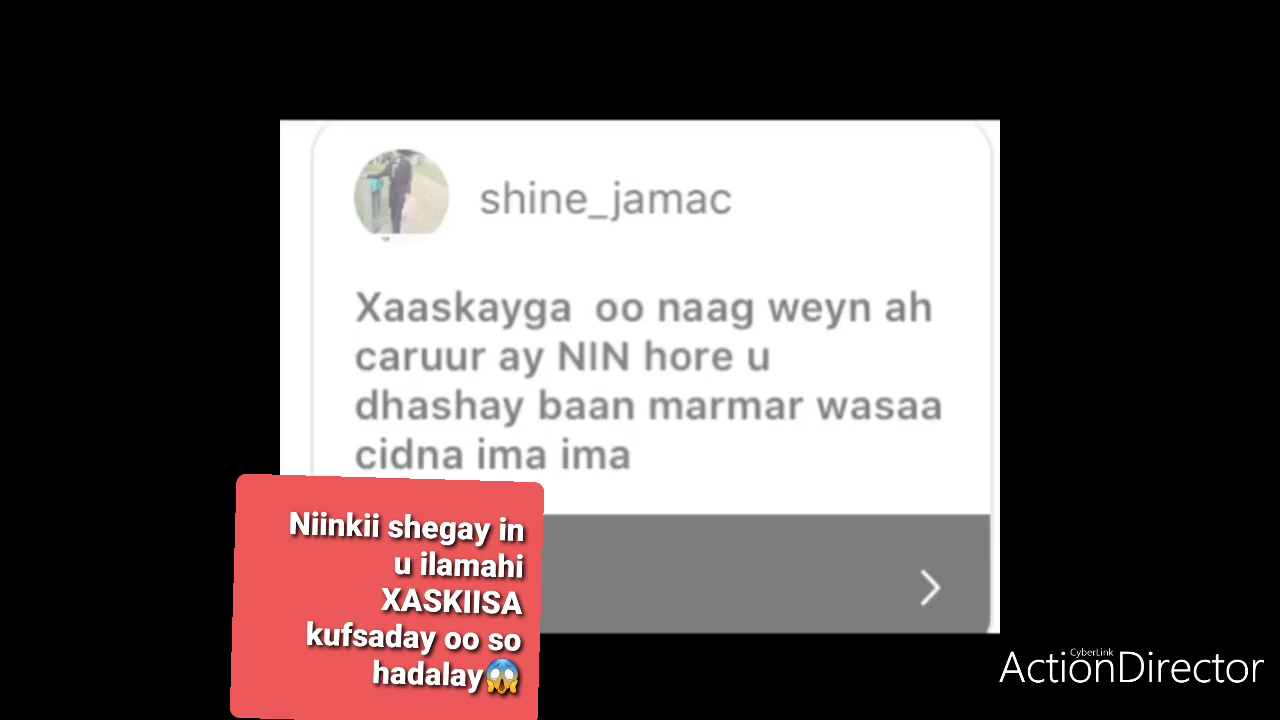 shine_jamac
Xaaskayga oo naag weyn ah
caruur ay NIN hore u
dhashay baan marmar wasaa
cidna ima ima
Niinkii shegay in
u ilamahi
XASKIISA
kufsaday oo so
hadalay😱
CyberLink
ActionDirector